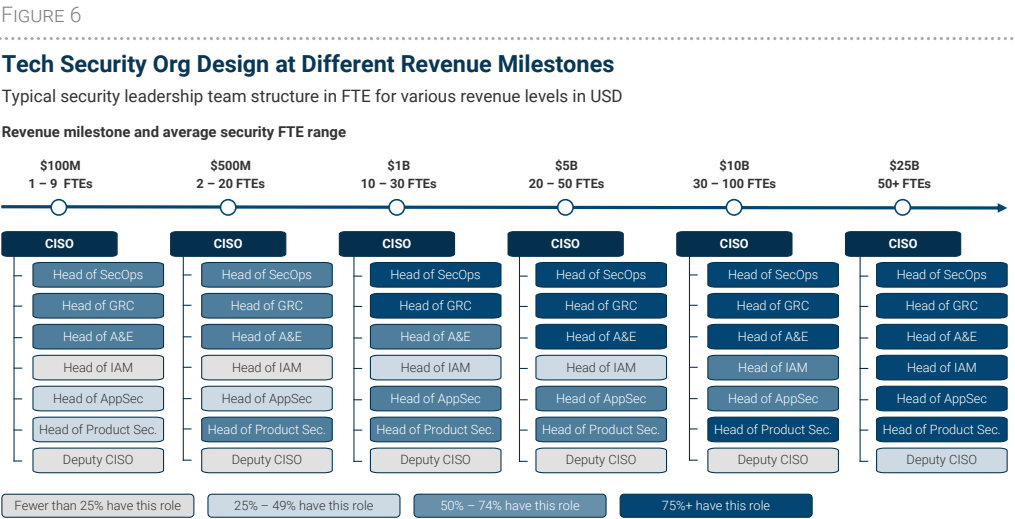 FIGURE 6
Tech Security Org Design at Different Revenue Milestones
Typical security leadership team structure in FTE for various revenue levels in USD
Revenue milestone and average security FTE range
$100M $500M $1B $5B $10B $25B
1 – 9 FTEs 2 – 20 FTEs 10 – 30 FTEs 20 – 50 FTEs 30 – 100 FTEs 50+ FTEs
CISO CISO CISO CISO CISO CISO
Head of SecOps Head of SecOps Head of SecOps Head of SecOps Head of SecOps Head of SecOps
Head of GRC Head of GRC Head of GRC Head of GRC Head of GRC Head of GRC
Head of A&E Head of A&E Head of A&E Head of A&E Head of A&E Head of A&E
Head of IAM Head of IAM Head of IAM Head of IAM Head of IAM Head of IAM
Head of AppSec Head of AppSec Head of AppSec Head of AppSec Head of AppSec Head of AppSec
Head of Product Sec. Head of Product Sec. Head of Product Sec. Head of Product Sec. Head of Product Sec. Head of Product Sec.
Deputy CISO Deputy CISO Deputy CISO Deputy CISO Deputy CISO Deputy CISO
Fewer than 25% have this role 25% – 49% have this role 50% – 74% have this role 75%+ have this role